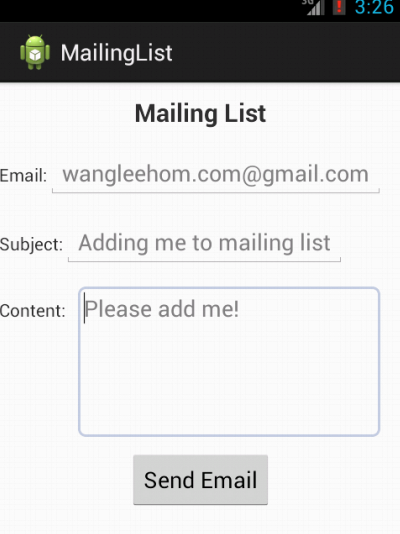 3G 3:26
MailingList
Mailing List
Email: wangleehom.com@gmail.com
Subject: Adding me to mailing list
Content: Please add me!
Send Email